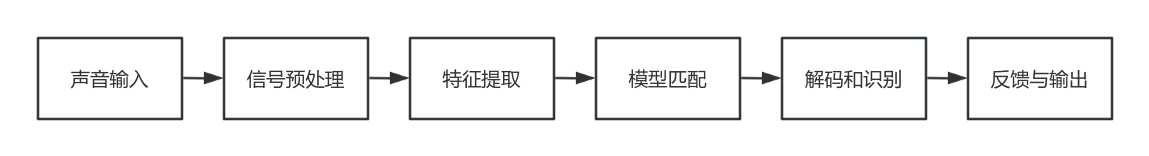 声音输入
信号预处理
特征提取
模型匹配
解码和识别
反馈与输出